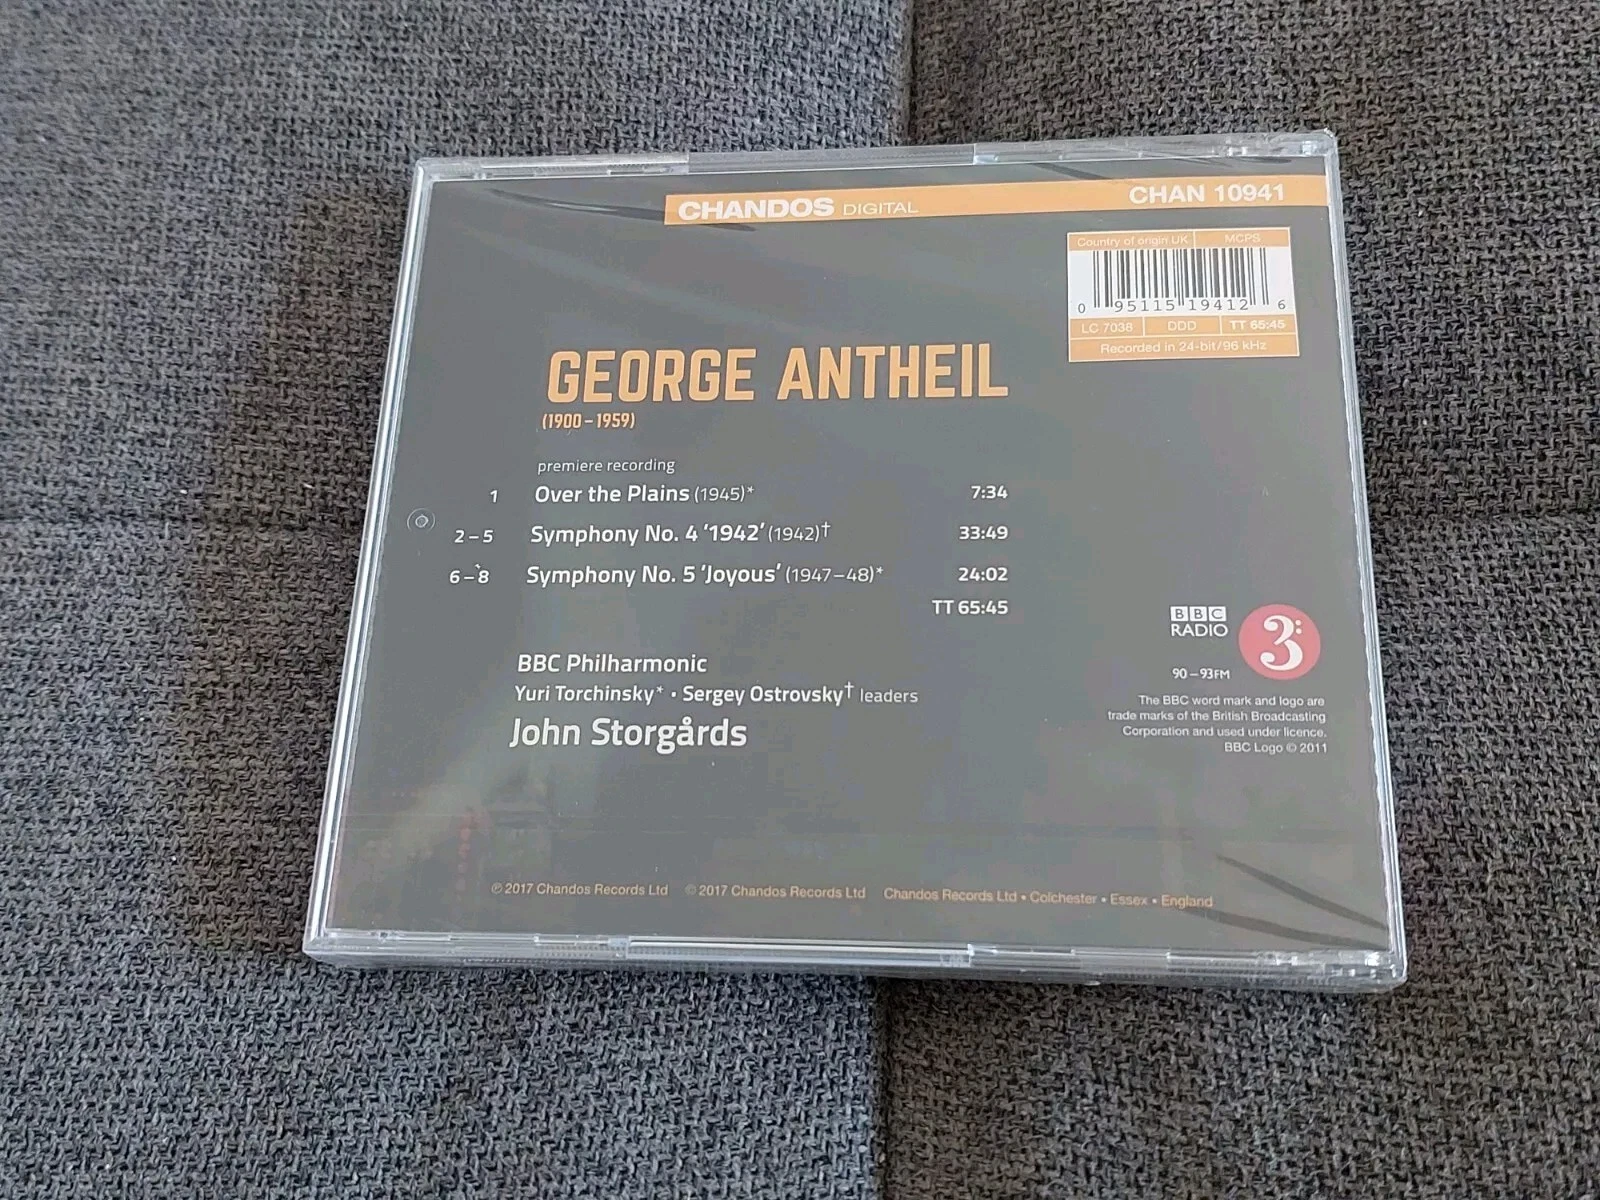 CHANDOS DIGITAL CHAN 10941
Country of origin UK MCPS
0 95115 19412 6
LC 7038 DDD TT 65:45
Recorded in 24-bit/96 kHz
GEORGE ANTHEIL
(1900–1959)
premiere recording
1 Over the Plains (1945)* 7:34
2–5 Symphony No. 4 ‘1942’ (1942)† 33:49
6–8 Symphony No. 5 ‘Joyous’ (1947–48)* 24:02
TT 65:45
BBC Philharmonic
Yuri Torchinsky* • Sergey Ostrovsky† leaders
John Storgårds
BBC
RADIO 3
90–93FM
The BBC word mark and logo are
trade marks of the British Broadcasting
Corporation and used under licence.
BBC Logo © 2011
℗ 2017 Chandos Records Ltd © 2017 Chandos Records Ltd Chandos Records Ltd • Colchester • Essex • England